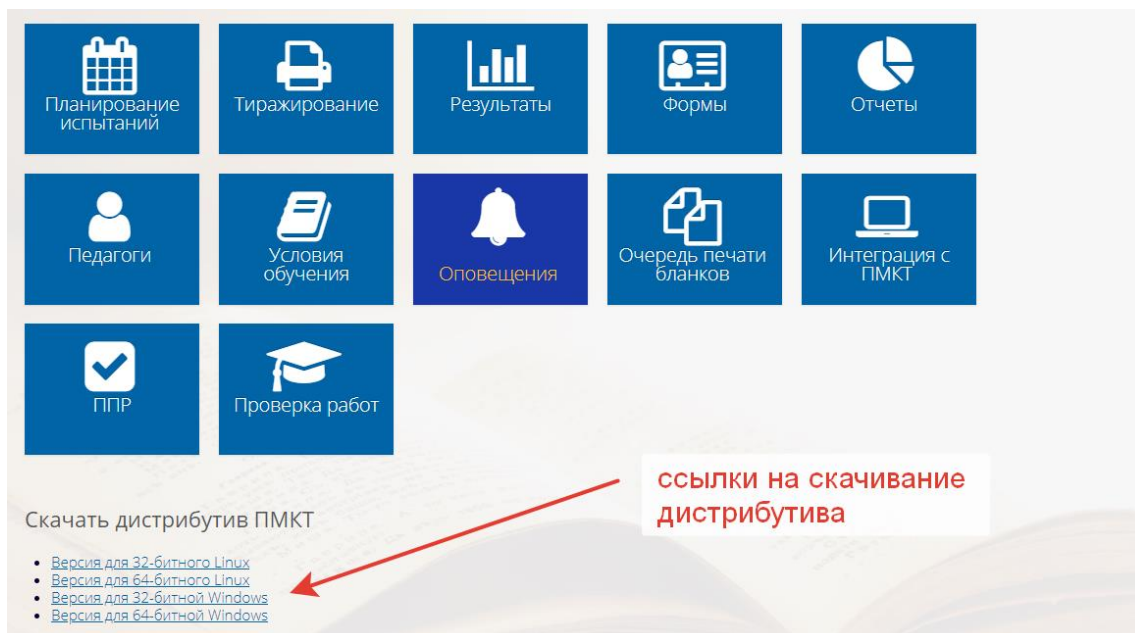 Планирование
испытаний
Тиражирование
Результаты
Формы
Отчеты
Педагоги
Условия
обучения
Оповещения
Очередь печати
бланков
Интеграция с
ПМКТ
ППР
Проверка работ
ссылки на скачивание
дистрибутива
Скачать дистрибутив ПМКТ
Версия для 32-битного Linux
Версия для 64-битного Linux
Версия для 32-битной Windows
Версия для 64-битной Windows